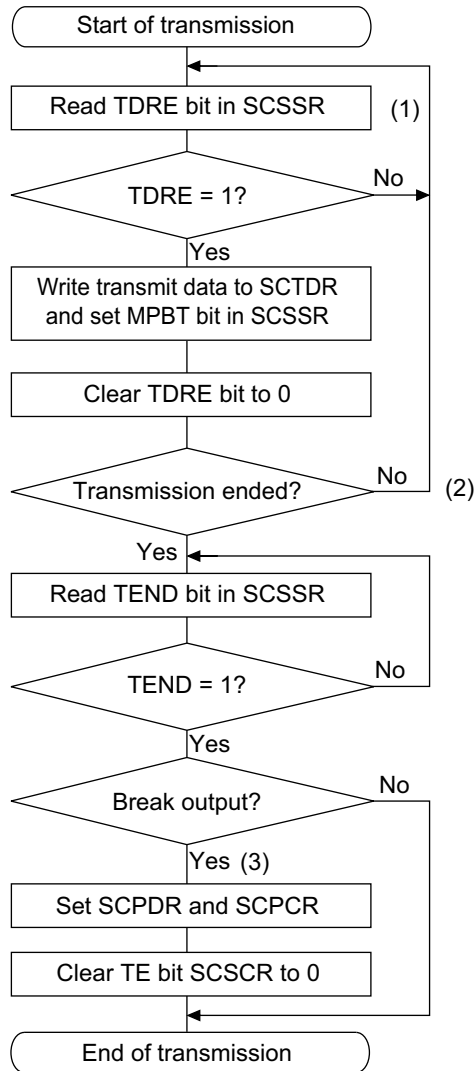 Start of transmission
Read TDRE bit in SCSSR
(1)
TDRE = 1?
No
Yes
Write transmit data to SCTDR
and set MPBT bit in SCSSR
Clear TDRE bit to 0
Transmission ended?
No
(2)
Yes
Read TEND bit in SCSSR
TEND = 1?
No
Yes
Break output?
No
Yes (3)
Set SCPDR and SCPCR
Clear TE bit SCSCR to 0
End of transmission